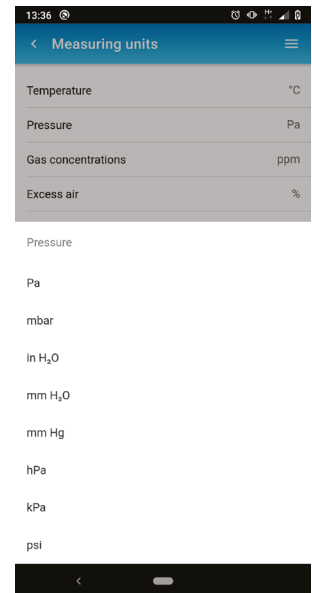 13:36
Measuring units
Temperature °C
Pressure Pa
Gas concentrations ppm
Excess air %
Pressure
Pa
mbar
in H₂O
mm H₂O
mm Hg
hPa
kPa
psi